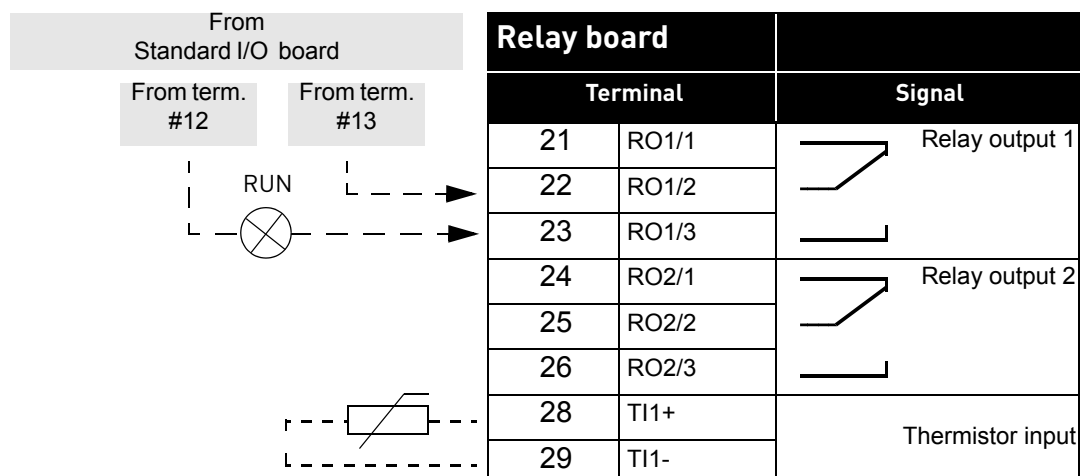 From
Standard I/O board
From term.
#12
From term.
#13
RUN
Relay board
Terminal Signal
21 RO1/1 Relay output 1
22 RO1/2
23 RO1/3
24 RO2/1 Relay output 2
25 RO2/2
26 RO2/3
28 TI1+
Thermistor input
29 TI1-